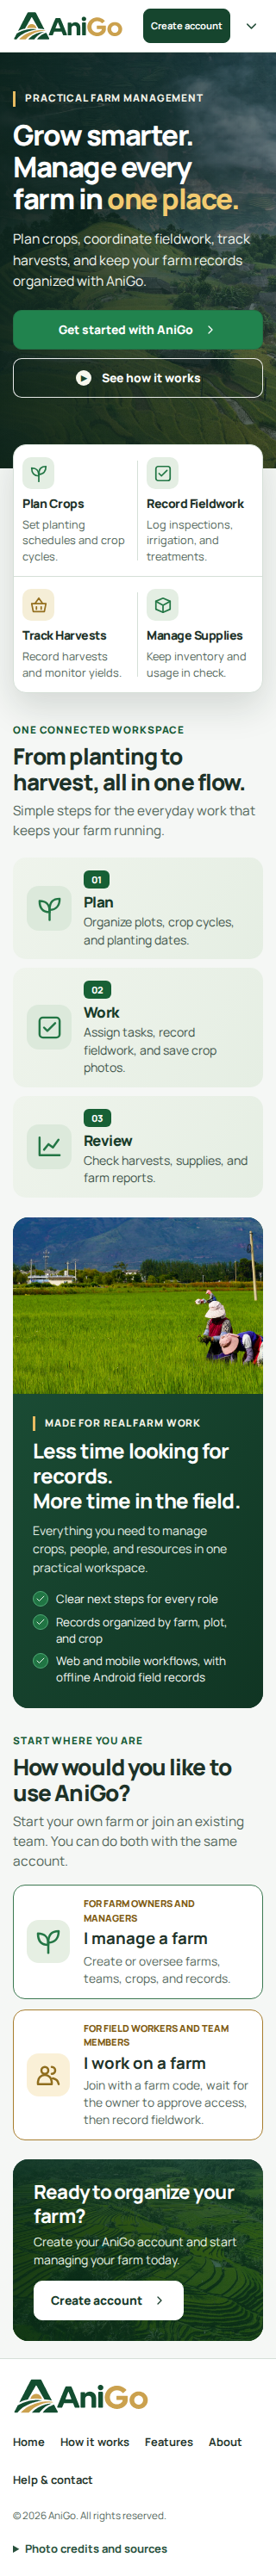 AniGo
Create account
PRACTICAL FARM MANAGEMENT
Grow smarter.
Manage every
farm in one place.
Plan crops, coordinate fieldwork, track
harvests, and keep your farm records
organized with AniGo.
Get started with AniGo
See how it works
Plan Crops
Set planting
schedules and crop
cycles.
Record Fieldwork
Log inspections,
irrigation, and
treatments.
Track Harvests
Record harvests
and monitor yields.
Manage Supplies
Keep inventory and
usage in check.
ONE CONNECTED WORKSPACE
From planting to
harvest, all in one flow.
Simple steps for the everyday work that
keeps your farm running.
01
Plan
Organize plots, crop cycles,
and planting dates.
02
Work
Assign tasks, record
fieldwork, and save crop
photos.
03
Review
Check harvests, supplies, and
farm reports.
MADE FOR REAL FARM WORK
Less time looking for
records.
More time in the field.
Everything you need to manage
crops, people, and resources in one
practical workspace.
Clear next steps for every role
Records organized by farm, plot,
and crop
Web and mobile workflows, with
offline Android field records
START WHERE YOU ARE
How would you like to
use AniGo?
Start your own farm or join an existing
team. You can do both with the same
account.
FOR FARM OWNERS AND
MANAGERS
I manage a farm
Create or oversee farms,
teams, crops, and records.
FOR FIELD WORKERS AND TEAM
MEMBERS
I work on a farm
Join with a farm code, wait for
the owner to approve access,
then record fieldwork.
Ready to organize your
farm?
Create your AniGo account and start
managing your farm today.
Create account
AniGo
Home How it works Features About
Help & contact
© 2026 AniGo. All rights reserved.
Photo credits and sources